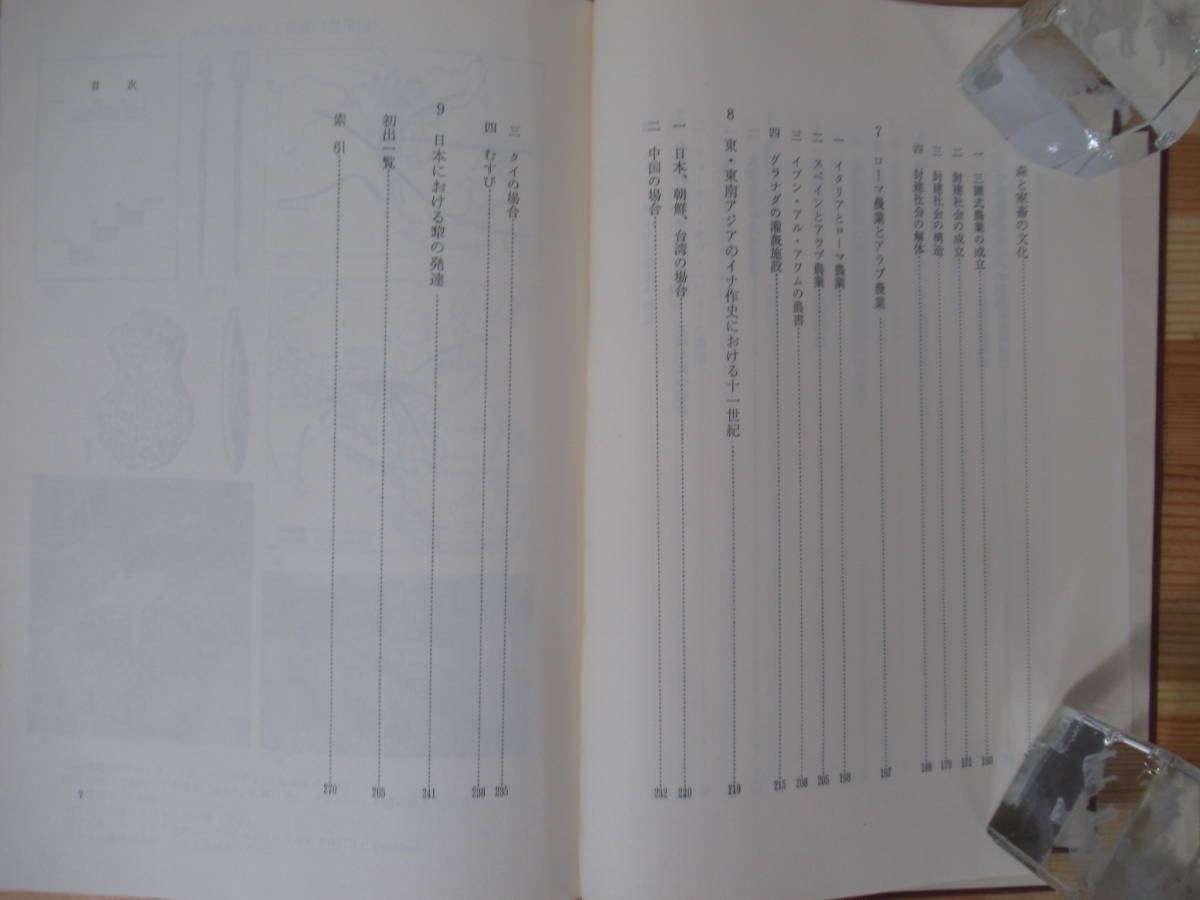 森と家畜の文化
一 三圃式農業の成立 160
二 封建社会の成立
三 封建社会の構造 179
四 封建社会の解体
7 ローマ農業とアラブ農業 197
一 イタリアとローマ農業 198
二 スペインとアラブ農業 205
三 イブン・アル・アワムの農書 208
四 グラナダの灌漑施設 215
8 東・東南アジアのイナ作史における十一世紀 219
一 日本、朝鮮、台湾の場合 220
二 中国の場合 232
三 タイの場合 235
四 むすび 238
9 日本における犂の発達 241
初出一覧 265
索引 270
目次
7